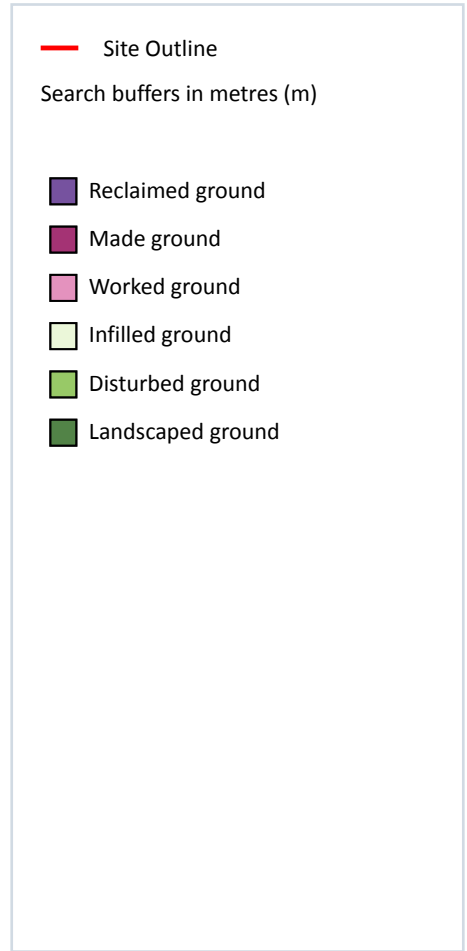 Site Outline
Search buffers in metres (m)
Reclaimed ground
Made ground
Worked ground
Infilled ground
Disturbed ground
Landscaped ground